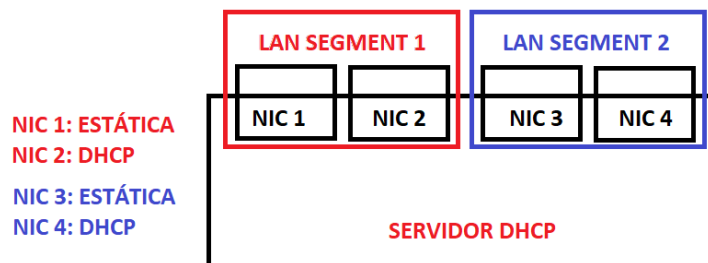 LAN SEGMENT 1
LAN SEGMENT 2
NIC 1
NIC 2
NIC 3
NIC 4
NIC 1: ESTÁTICA
NIC 2: DHCP
NIC 3: ESTÁTICA
NIC 4: DHCP
SERVIDOR DHCP